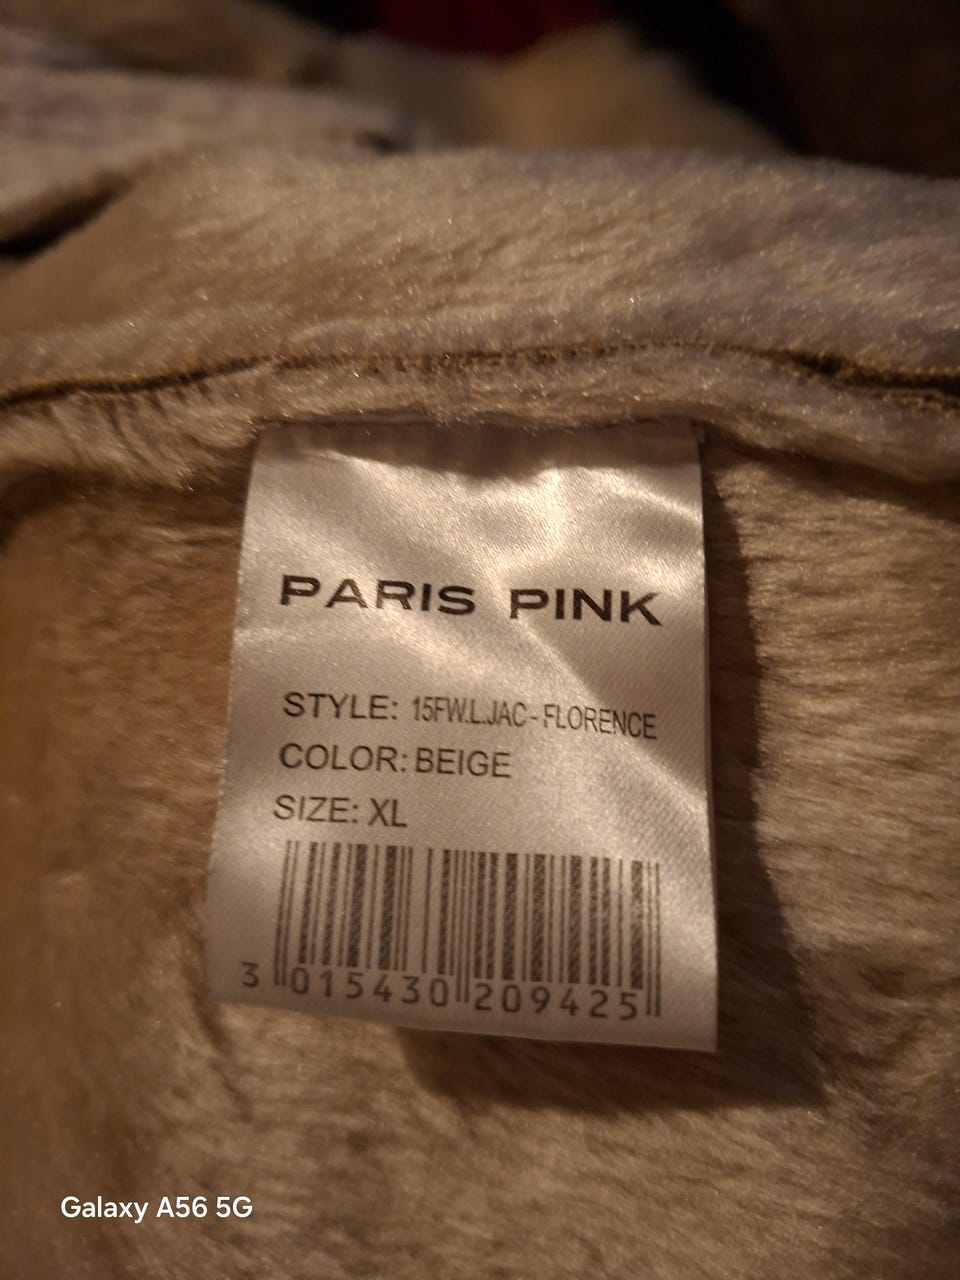 PARIS PINK
STYLE: 15FW.L.JAC-FLORENCE
COLOR: BEIGE
SIZE: XL
3 015430 209425
Galaxy A56 5G